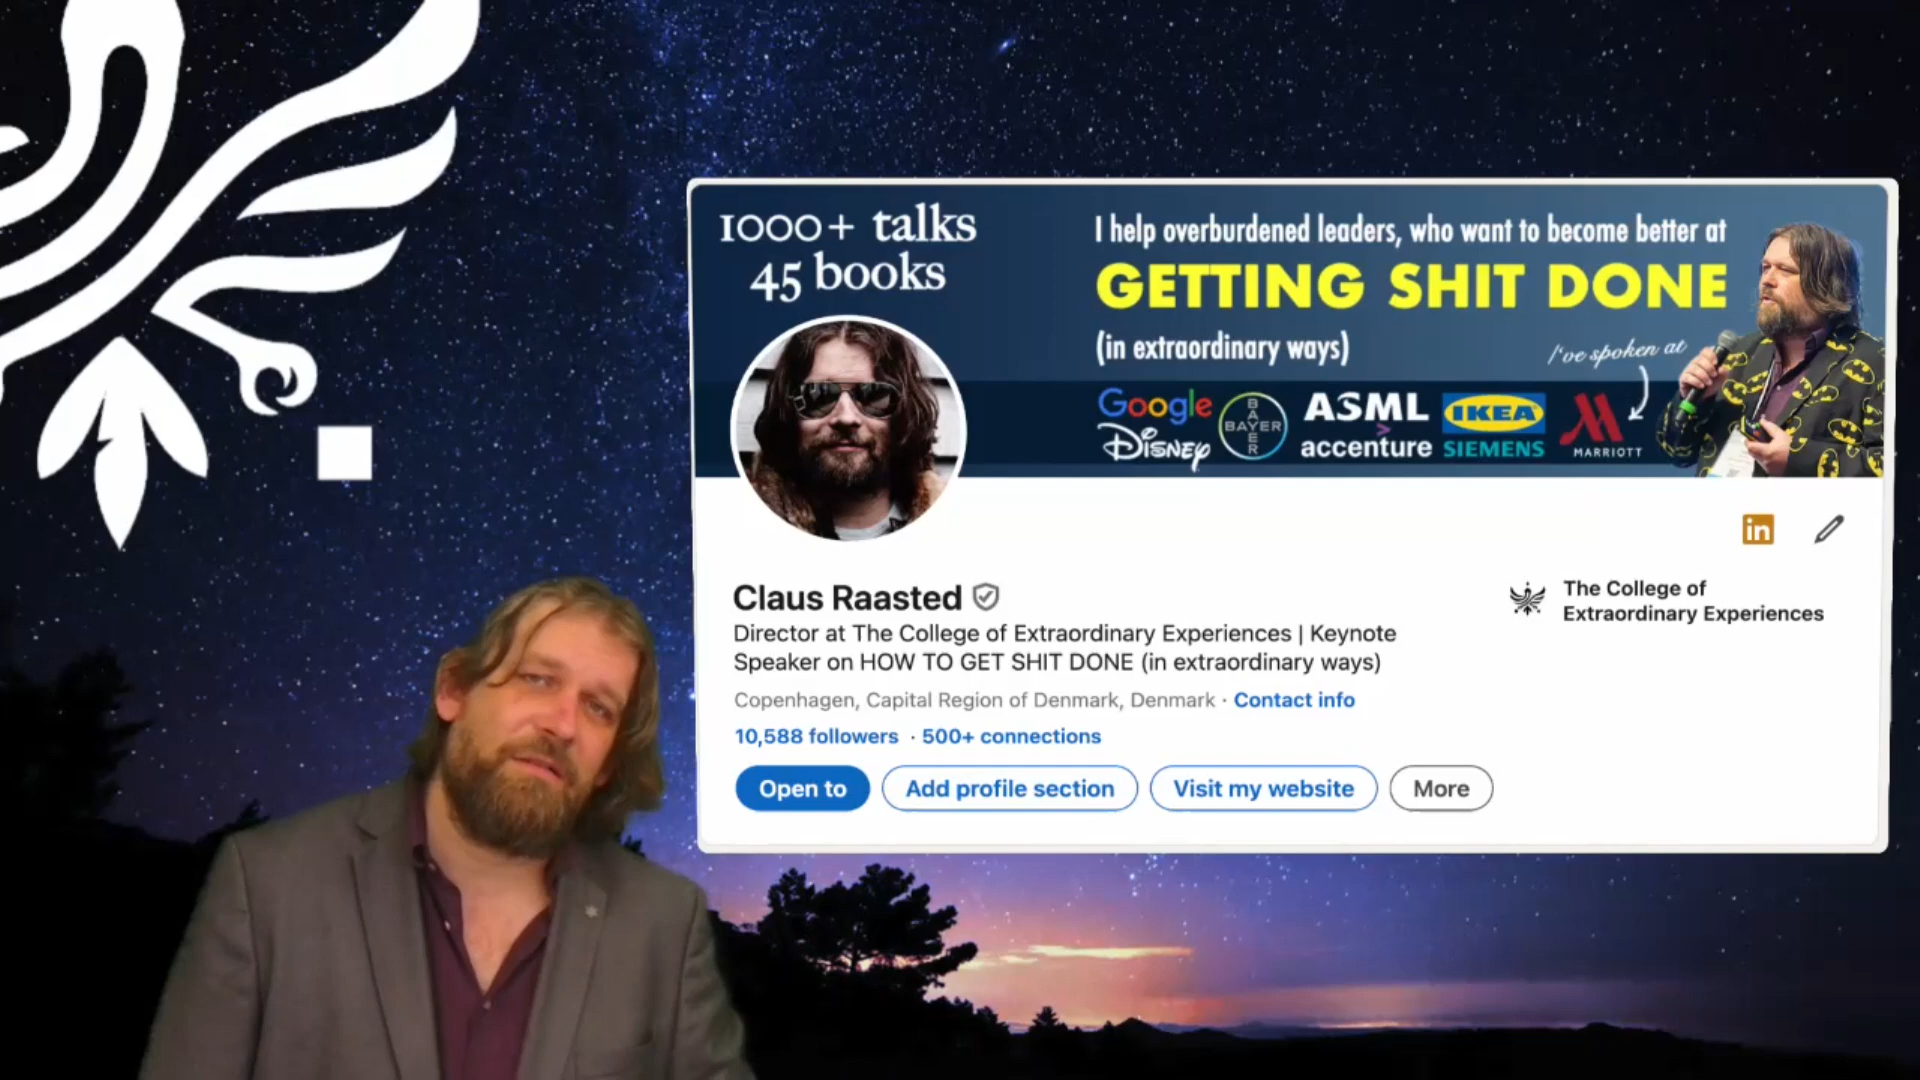 1000+ talks
45 books
I help overburdened leaders, who want to become better at
GETTING SHIT DONE
(in extraordinary ways)
I've spoken at
Google
BAYER
BAYER
ASML
IKEA
Disney
>
accenture
SIEMENS
MARRIOTT
in
Claus Raasted
The College of
Extraordinary Experiences
Director at The College of Extraordinary Experiences | Keynote
Speaker on HOW TO GET SHIT DONE (in extraordinary ways)
Copenhagen, Capital Region of Denmark, Denmark · Contact info
10,588 followers · 500+ connections
Open to
Add profile section
Visit my website
More